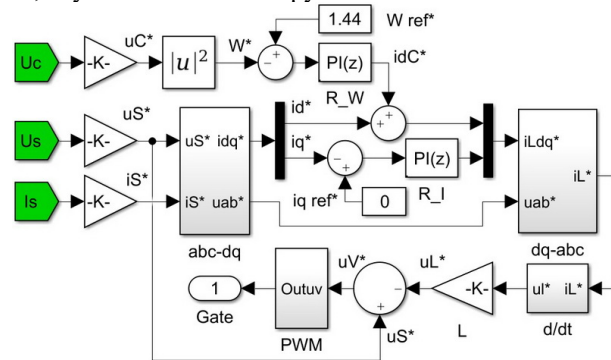 1.44 W ref*
Uc -K- uC* |u|² W* - + PI(z) idC*
R_W
Us -K- uS* uS* idq* id* + +
iq* - + PI(z) iLdq*
Is -K- iS* iS* uab* iq ref* 0 R_I uab* iL*
abc-dq dq-abc
1 Outuv uV* - + uL* -K- ul* iL*
Gate PWM uS* L d/dt